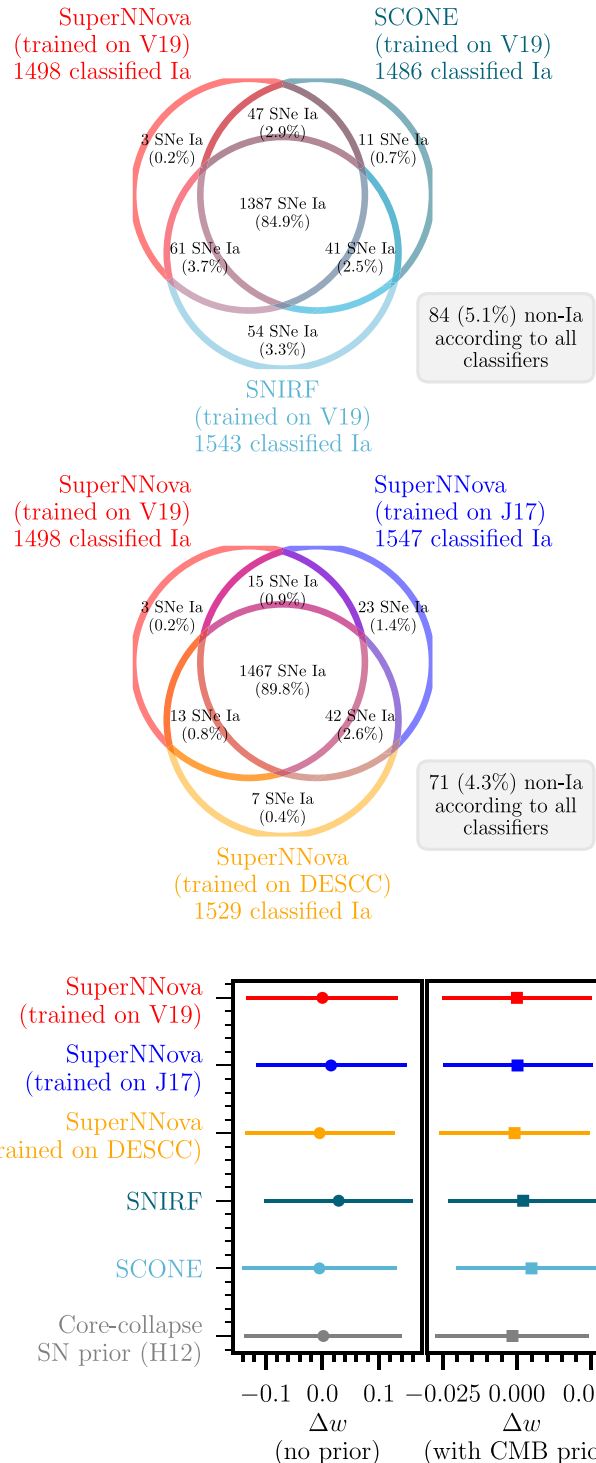 SuperNNova
(trained on V19)
1498 classified Ia
SCONE
(trained on V19)
1486 classified Ia
47 SNe Ia
(2.9%)
3 SNe Ia
(0.2%)
11 SNe Ia
(0.7%)
1387 SNe Ia
(84.9%)
61 SNe Ia
(3.7%)
41 SNe Ia
(2.5%)
54 SNe Ia
(3.3%)
84 (5.1%) non-Ia
according to all
classifiers
SNIRF
(trained on V19)
1543 classified Ia
SuperNNova
(trained on V19)
1498 classified Ia
SuperNNova
(trained on J17)
1547 classified Ia
15 SNe Ia
(0.9%)
3 SNe Ia
(0.2%)
23 SNe Ia
(1.4%)
1467 SNe Ia
(89.8%)
13 SNe Ia
(0.8%)
42 SNe Ia
(2.6%)
7 SNe Ia
(0.4%)
71 (4.3%) non-Ia
according to all
classifiers
SuperNNova
(trained on DESCC)
1529 classified Ia
SuperNNova
(trained on V19)
SuperNNova
(trained on J17)
SuperNNova
rained on DESCC)
SNIRF
SCONE
Core-collapse
SN prior (H12)
−0.1 0.0 0.1
Δw
(no prior)
−0.025 0.000 0.0
Δw
(with CMB prio